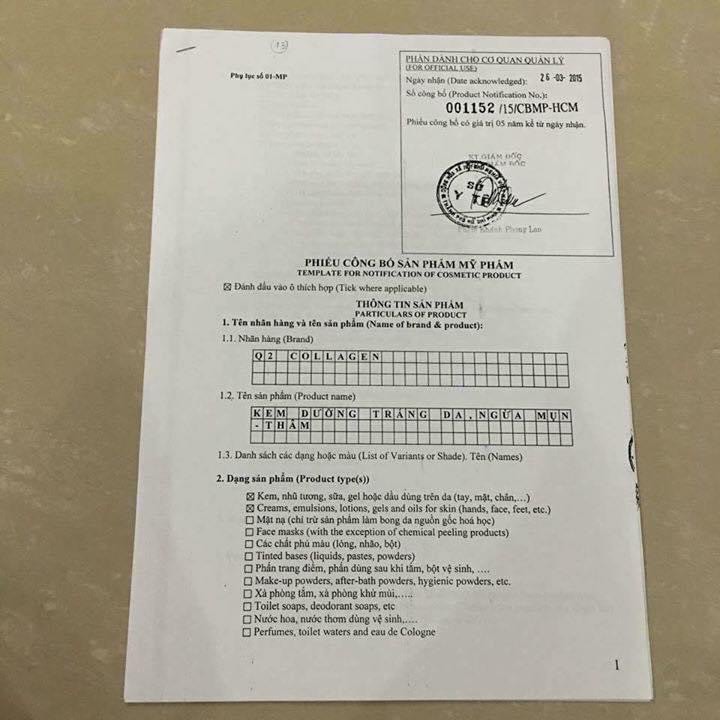 13
Phụ lục số 01-MP
PHẦN DÀNH CHO CƠ QUAN QUẢN LÝ
(FOR OFFICIAL USE)
Ngày nhận (Date acknowledged): 26-03-2015
Số công bố (Product Notification No.):
001152/15/CBMP-HCM
Phiếu công bố có giá trị 05 năm kể từ ngày nhận.
KT.GIÁM ĐỐC
GIÁM ĐỐC
SỞ
Y TẾ
Khánh Phong Lan
PHIẾU CÔNG BỐ SẢN PHẨM MỸ PHẨM
TEMPLATE FOR NOTIFICATION OF COSMETIC PRODUCT
☒ Đánh dấu vào ô thích hợp (Tick where applicable)
THÔNG TIN SẢN PHẨM
PARTICULARS OF PRODUCT
1. Tên nhãn hàng và tên sản phẩm (Name of brand & product):
1.1. Nhãn hàng (Brand)
Q2 COLLAGEN
1.2. Tên sản phẩm (Product name)
KEM DƯỠNG TRẮNG DA, NGỪA MỤN
- THÂM
1.3. Danh sách các dạng hoặc màu (List of Variants or Shade). Tên (Names)
2. Dạng sản phẩm (Product type(s))
☒ Kem, nhũ tương, sữa, gel hoặc dầu dùng trên da (tay, mặt, chân,…)
☒ Creams, emulsions, lotions, gels and oils for skin (hands, face, feet, etc.)
☐ Mặt nạ (chỉ trừ sản phẩm làm bong da nguồn gốc hoá học)
☐ Face masks (with the exception of chemical peeling products)
☐ Các chất phủ màu (lỏng, nhão, bột)
☐ Tinted bases (liquids, pastes, powders)
☐ Phấn trang điểm, phấn dùng sau khi tắm, bột vệ sinh, ….
☐ Make-up powders, after-bath powders, hygienic powders, etc.
☐ Xà phòng tắm, xà phòng khử mùi,…..
☐ Toilet soaps, deodorant soaps, etc
☐ Nước hoa, nước thơm dùng vệ sinh,….
☐ Perfumes, toilet waters and eau de Cologne
1